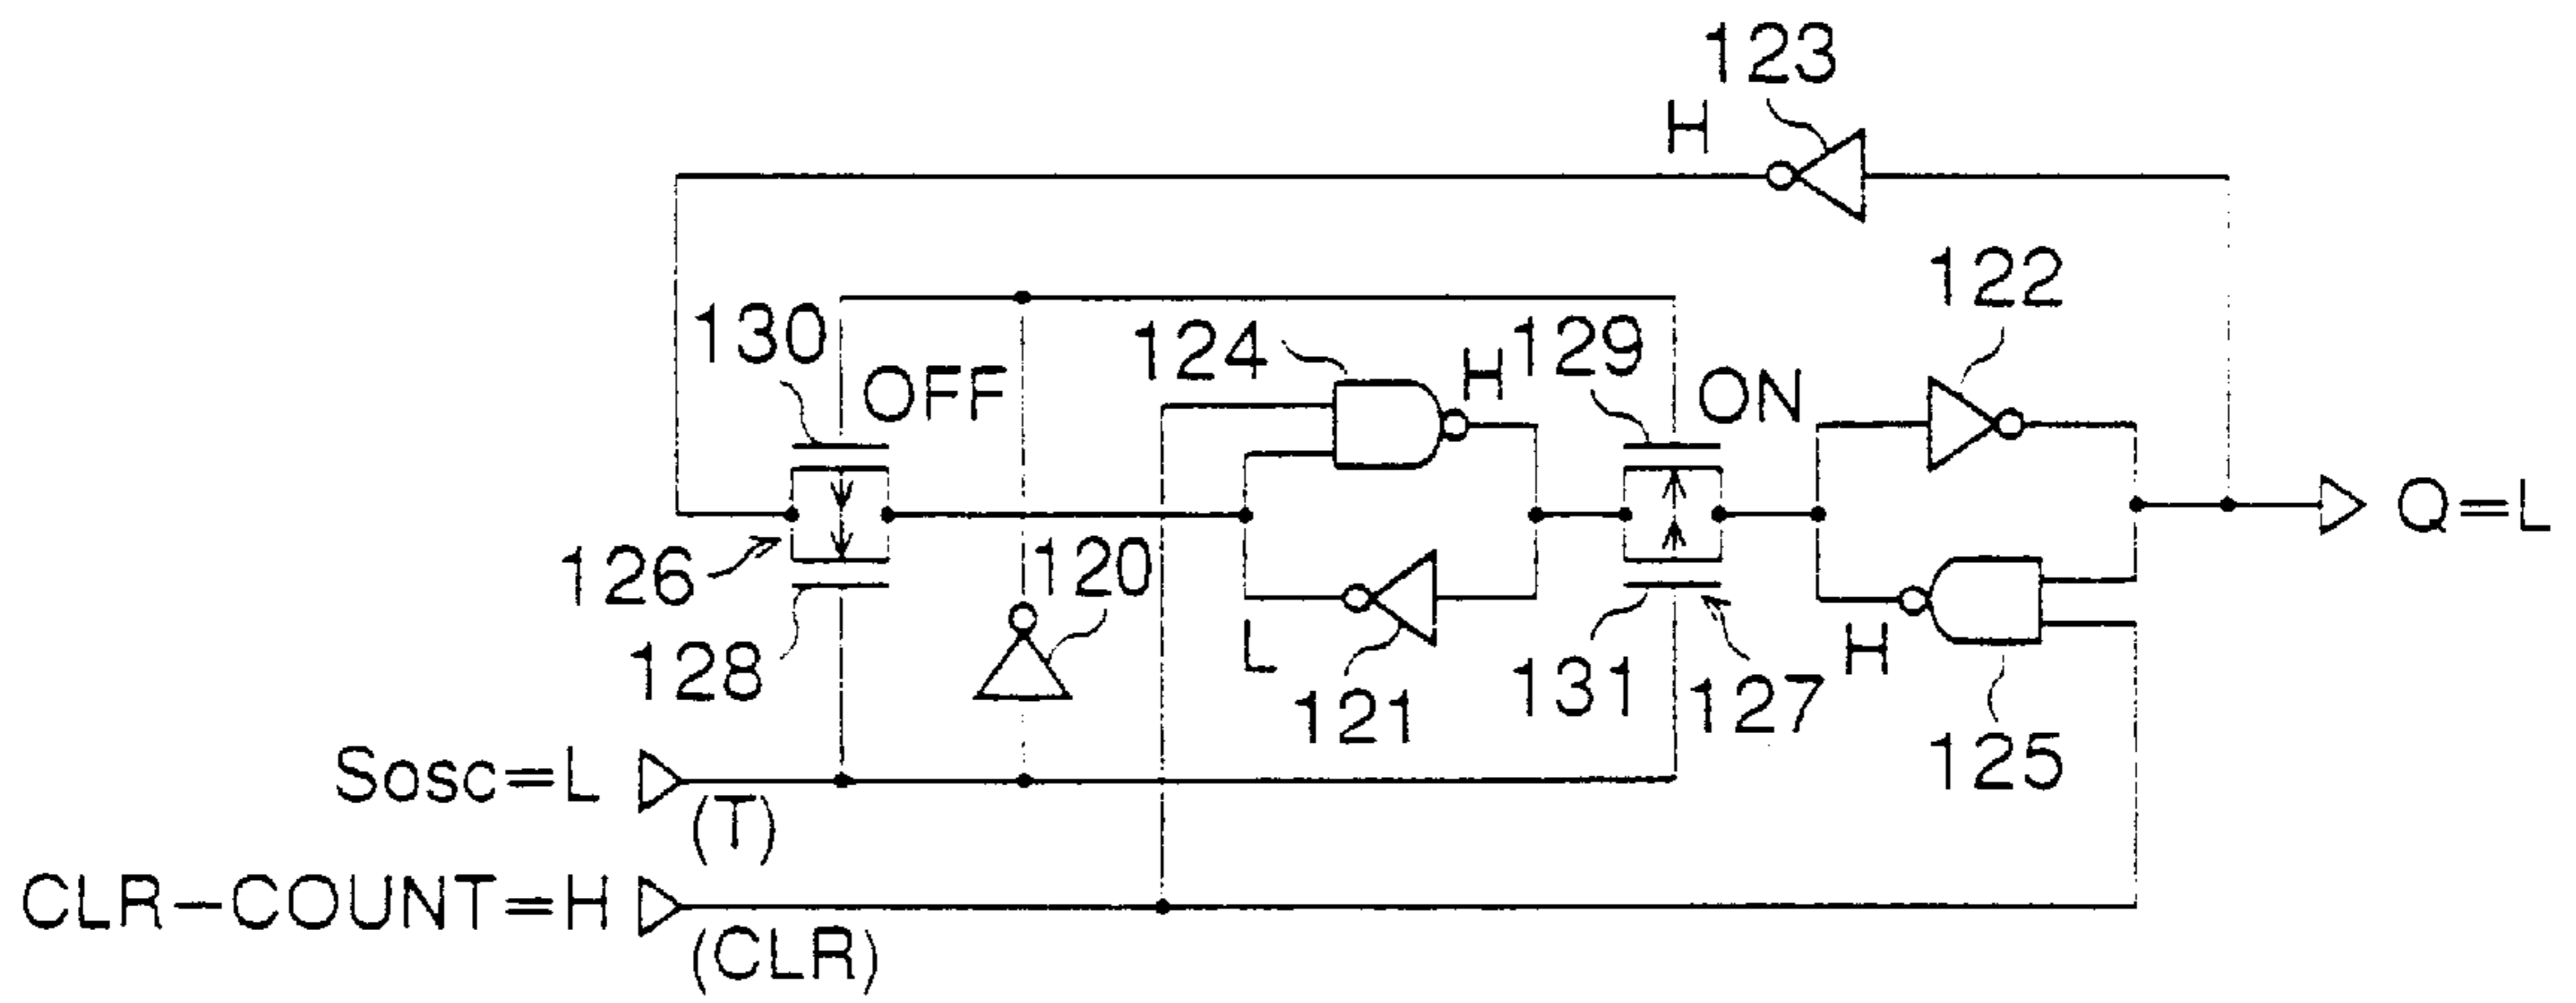 123
H
122
130
124
H
129
OFF
ON
126
120
128
L
121
131
127
H
125
Q=L
Sosc=L
(T)
CLR-COUNT=H
(CLR)